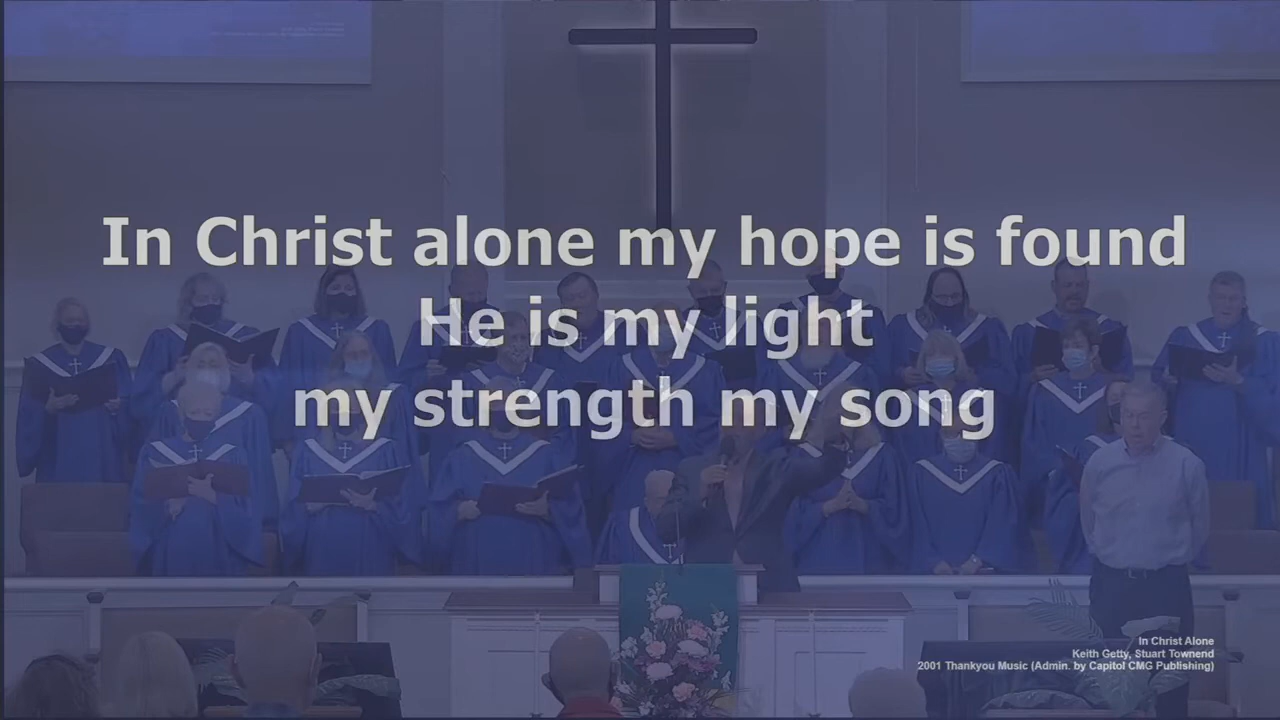 In Christ alone my hope is found
He is my light
my strength my song
In Christ Alone
Keith Getty, Stuart Townend
2001 Thankyou Music (Admin. by Capitol CMG Publishing)